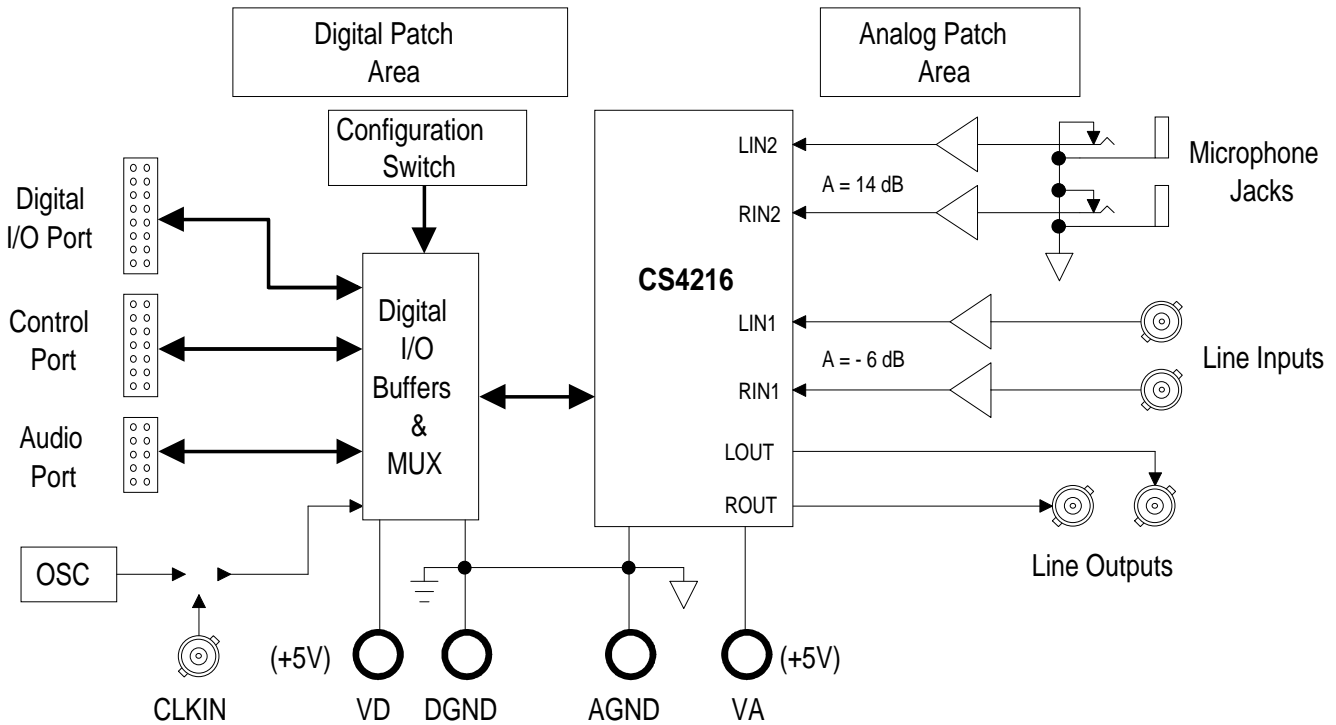 Digital Patch
Area
Analog Patch
Area
Configuration
Switch
Digital
I/O Port
Control
Port
Audio
Port
OSC
CLKIN
Digital
I/O
Buffers
&
MUX
(+5V)
VD
DGND
AGND
VA
(+5V)
CS4216
LIN2
RIN2
LIN1
RIN1
LOUT
ROUT
A = 14 dB
A = - 6 dB
Microphone
Jacks
Line Inputs
Line Outputs